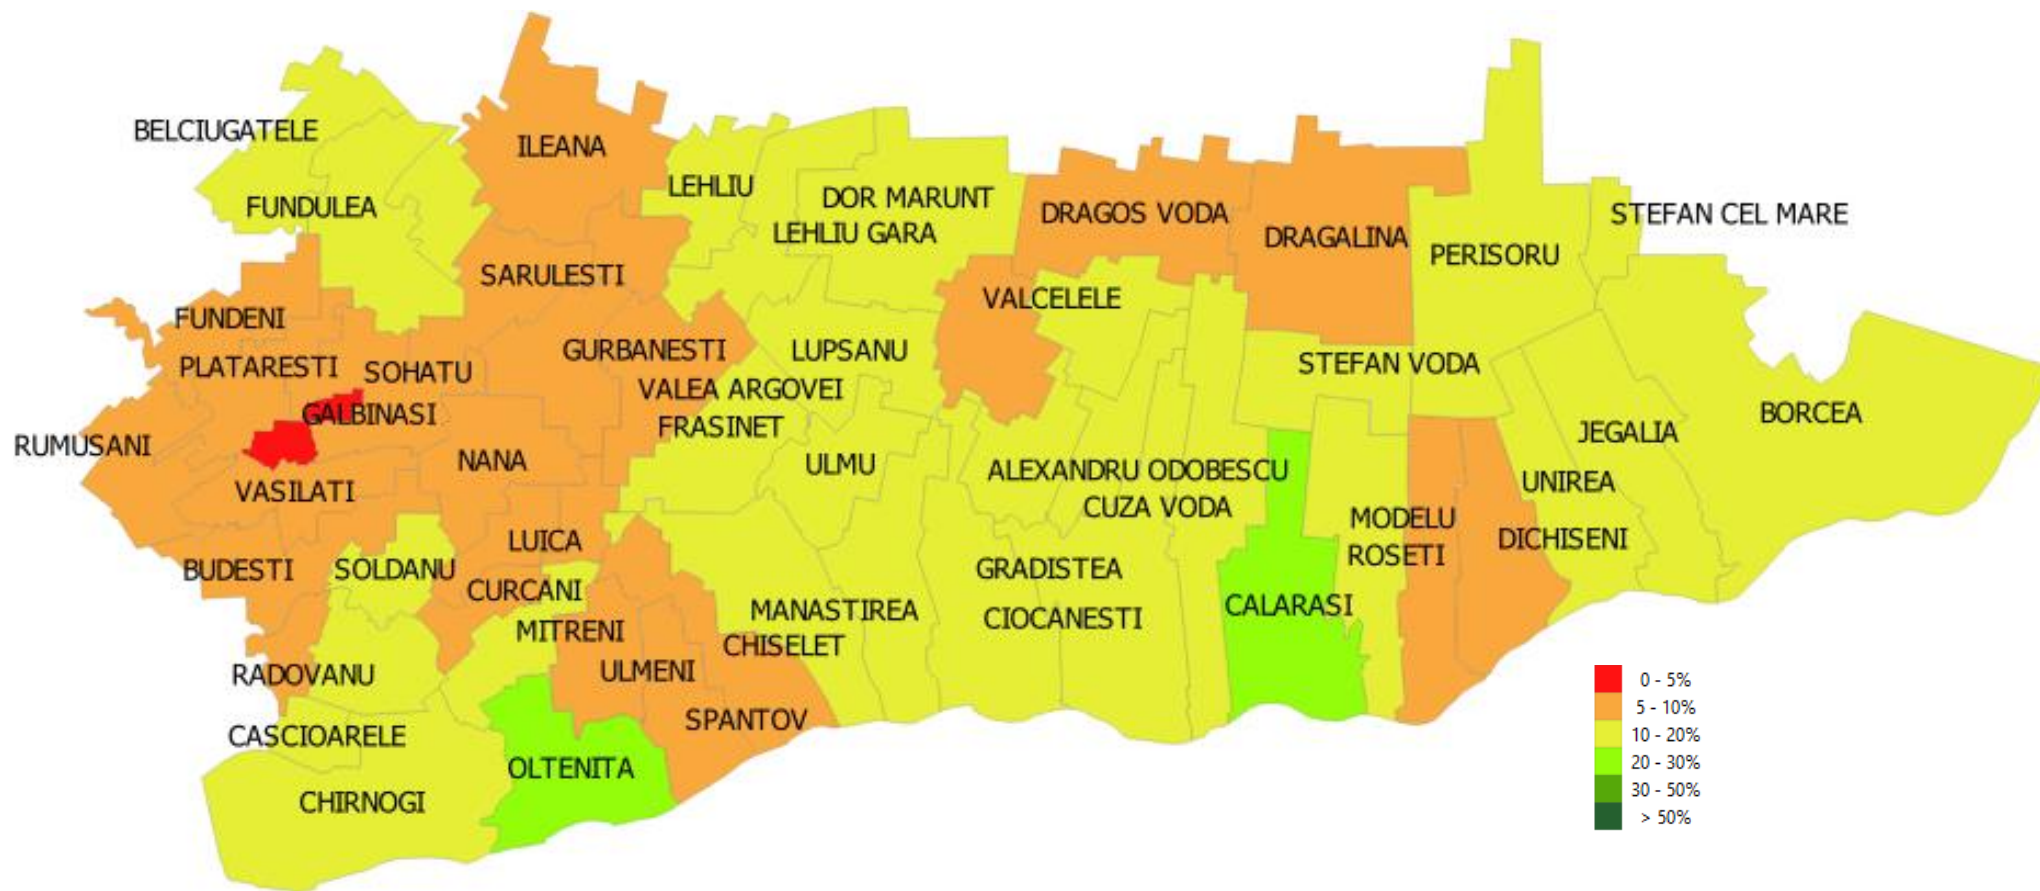 BELCIUGATELE
ILEANA
LEHLIU
FUNDULEA
DOR MARUNT
DRAGOS VODA
STEFAN CEL MARE
LEHLIU GARA
DRAGALINA
PERISORU
SARULESTI
VALCELELE
FUNDENI
GURBANESTI
LUPSANU
PLATARESTI
SOHATU
STEFAN VODA
VALEA ARGOVEI
GALBINASI
BORCEA
FRASINET
JEGALIA
RUMUSANI
NANA
ULMU
ALEXANDRU ODOBESCU
UNIREA
VASILATI
CUZA VODA
MODELU
LUICA
DICHISENI
ROSETI
BUDESTI
SOLDANU
GRADISTEA
CURCANI
CALARASI
MANASTIREA
CIOCANESTI
MITRENI
CHISELET
RADOVANU
ULMENI
SPANTOV
CASCIOARELE
OLTENITA
CHIRNOGI
0 - 5%
5 - 10%
10 - 20%
20 - 30%
30 - 50%
> 50%